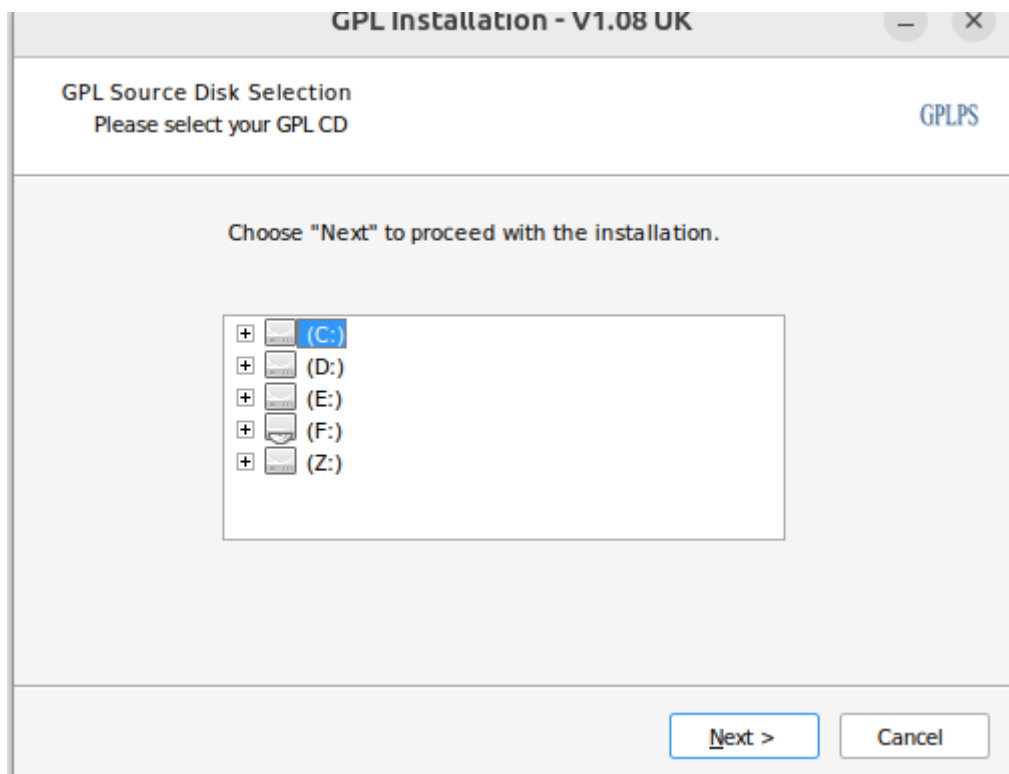 GPL Installation - V1.08 UK
GPL Source Disk Selection
Please select your GPL CD
GPLPS
Choose "Next" to proceed with the installation.
(C:)
(D:)
(E:)
(F:)
(Z:)
Next >
Cancel